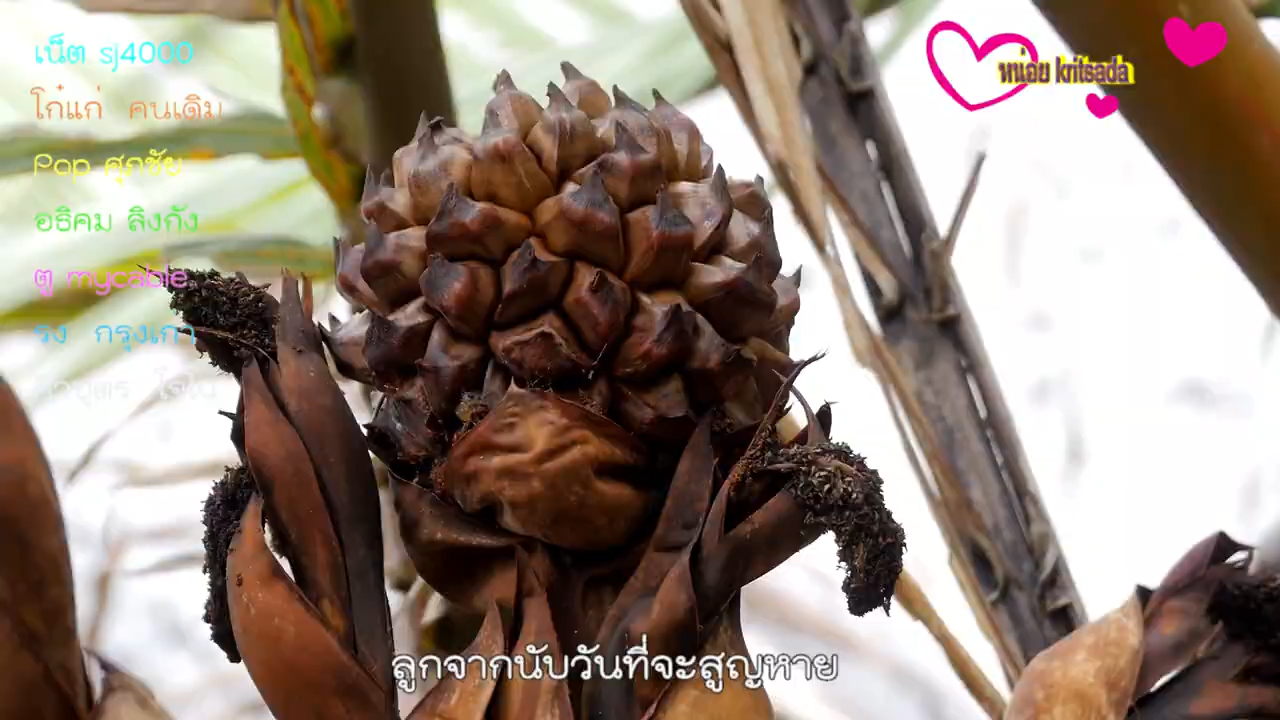 เน็ต sj4000
โก๋แก่ คนเดิม
Pop ศุภชัย
อธิคม ลิงกัง
ตู mycable
รง กรุงเก่า
หน่อย kritsada
ลูกจากนับวันที่จะสูญหาย